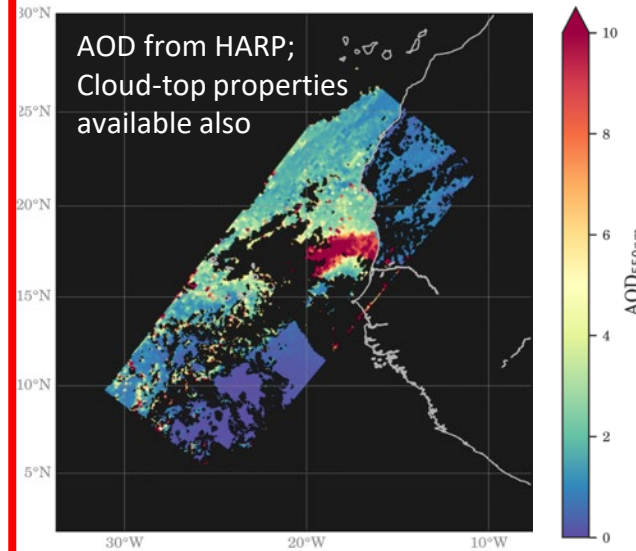 AOD from HARP;
Cloud-top properties
available also
30°N
25°N
20°N
15°N
10°N
5°N
30°W
20°W
10°W
10
8
6
4
2
0
AOD550nm